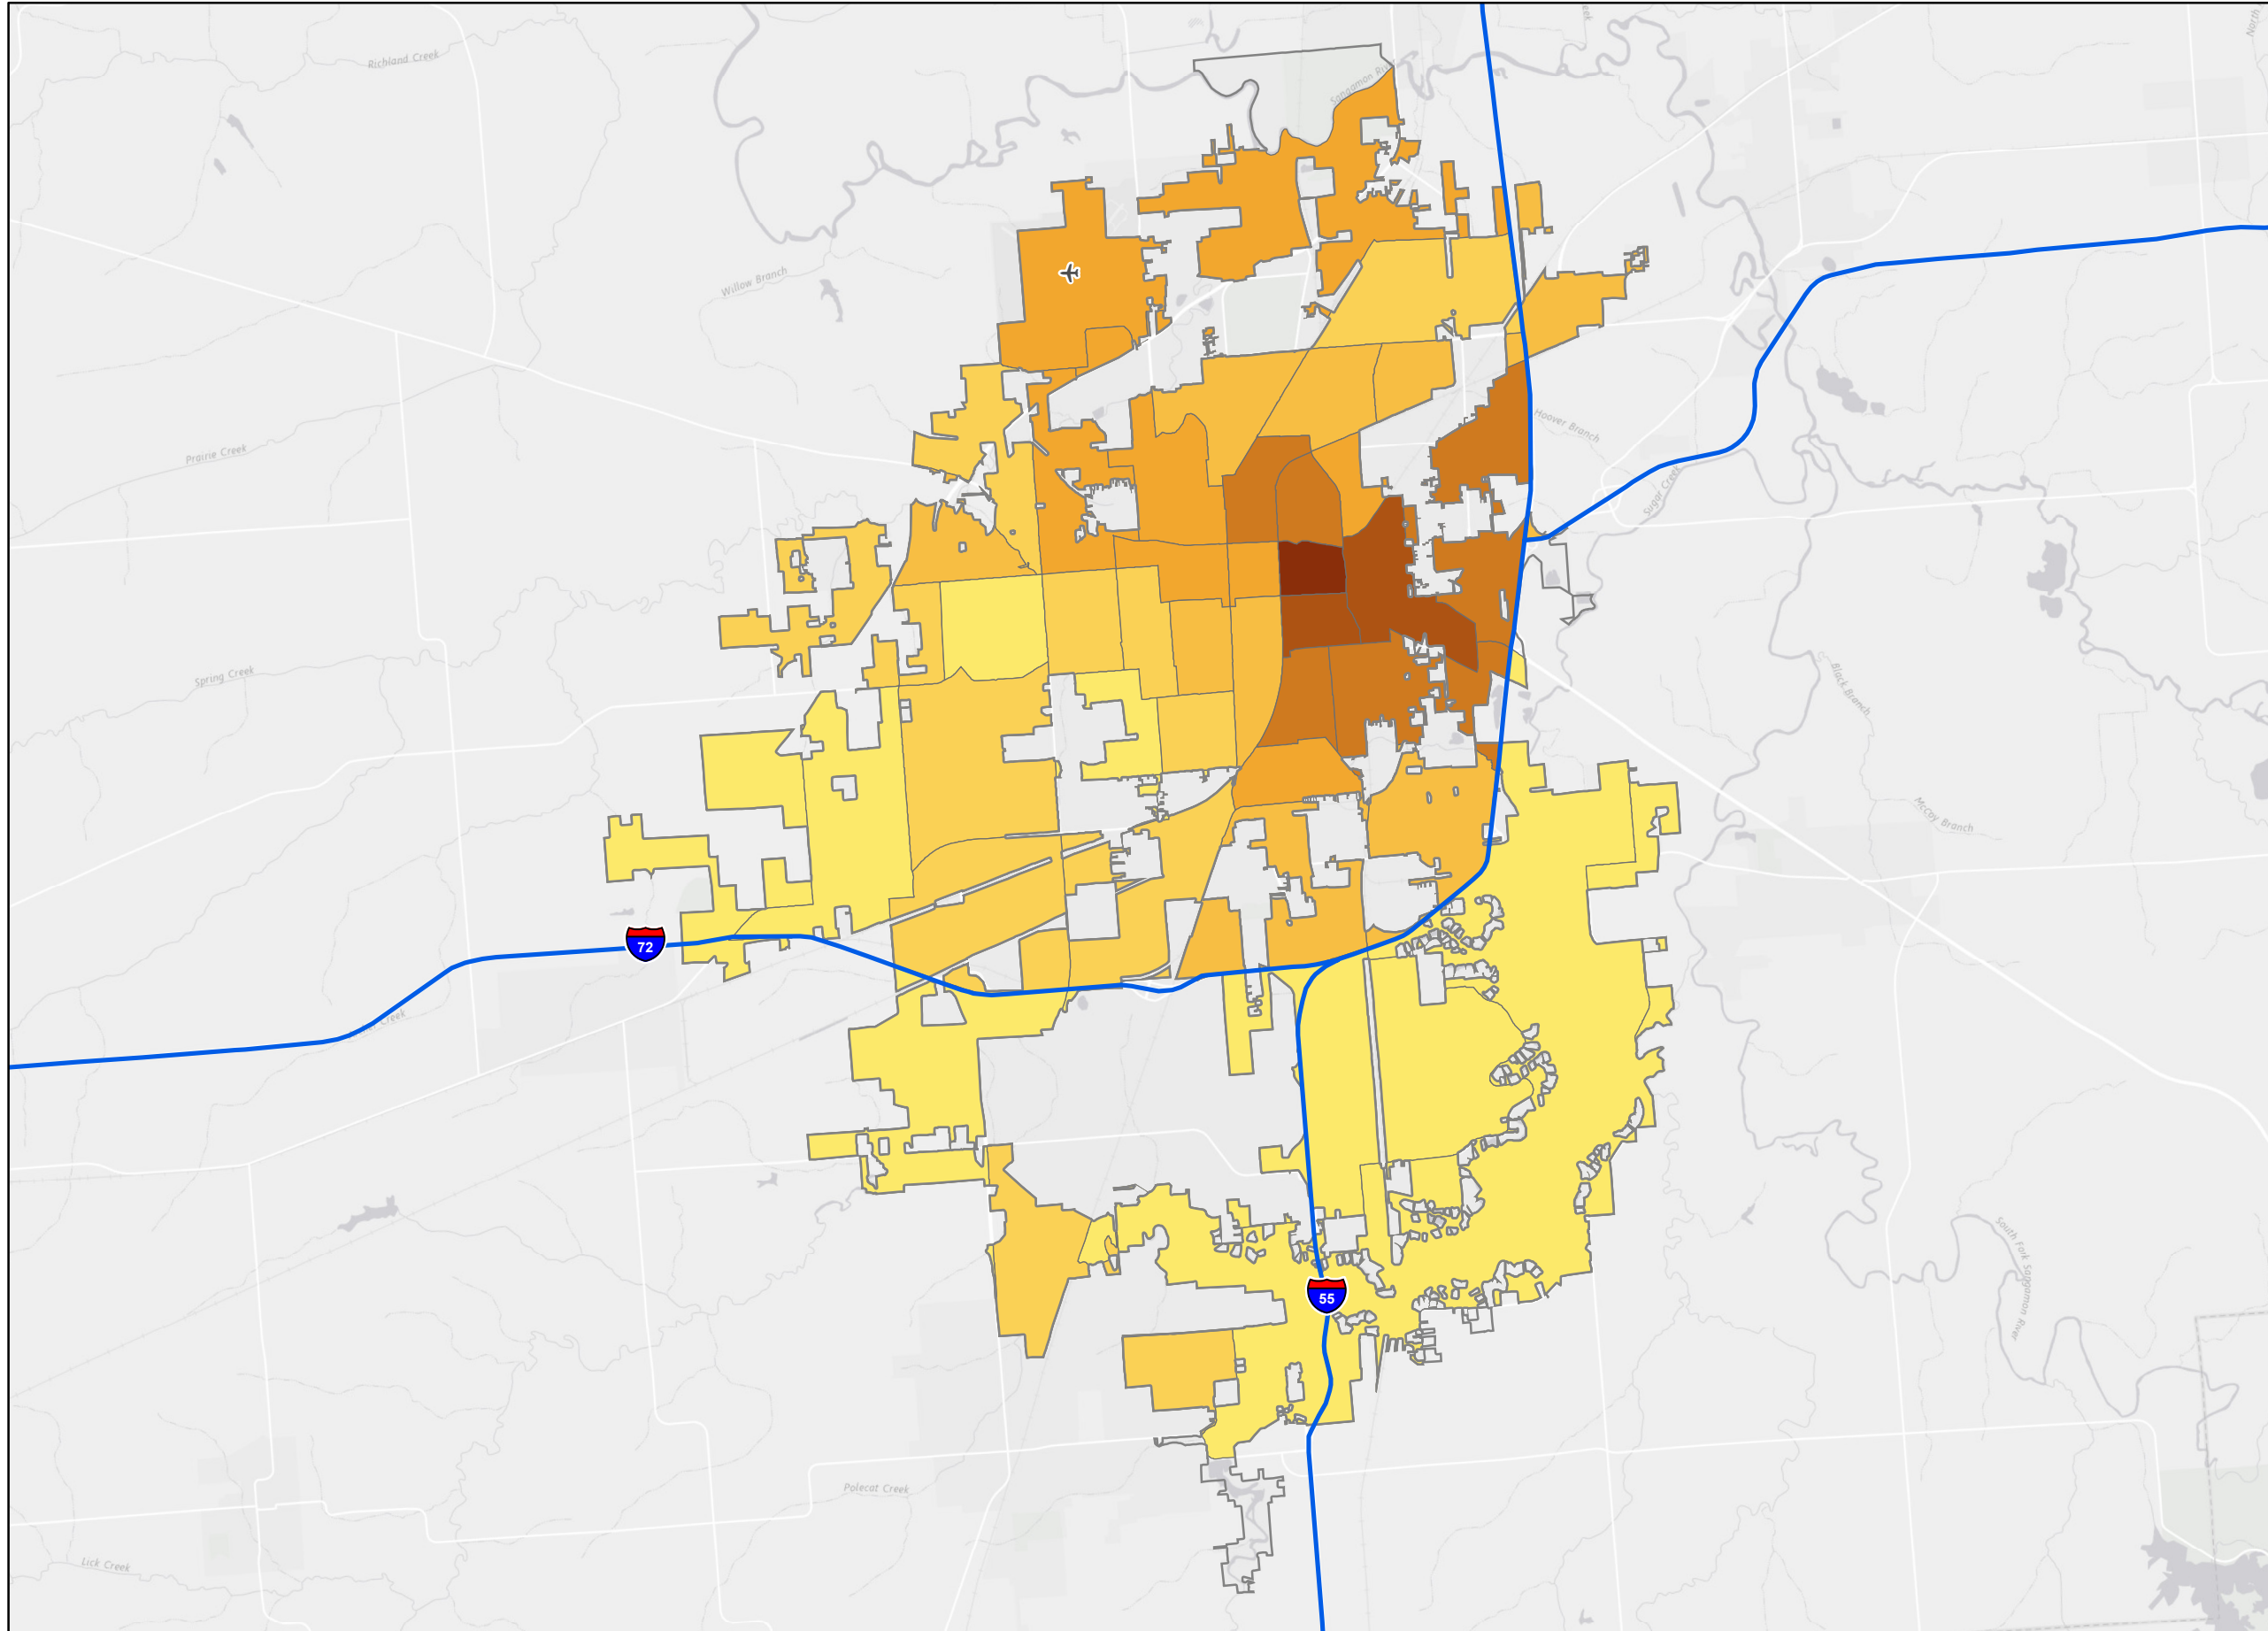 Richland Creek
Sangamon River
Willow Branch
Hoover Branch
Prairie Creek
Sugar Creek
Spring Creek
Black Branch
McCoy Branch
72
Creek
South Fork Sangamon River
55
Polecat Creek
Lick Creek